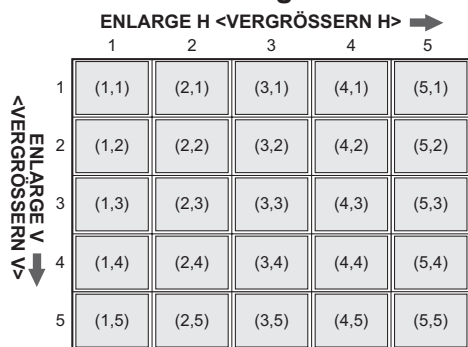 ENLARGE H <VERGRÖSSERN H>
1 2 3 4 5
ENLARGE V
<VERGRÖSSERN V>
1 (1,1) (2,1) (3,1) (4,1) (5,1)
2 (1,2) (2,2) (3,2) (4,2) (5,2)
3 (1,3) (2,3) (3,3) (4,3) (5,3)
4 (1,4) (2,4) (3,4) (4,4) (5,4)
5 (1,5) (2,5) (3,5) (4,5) (5,5)